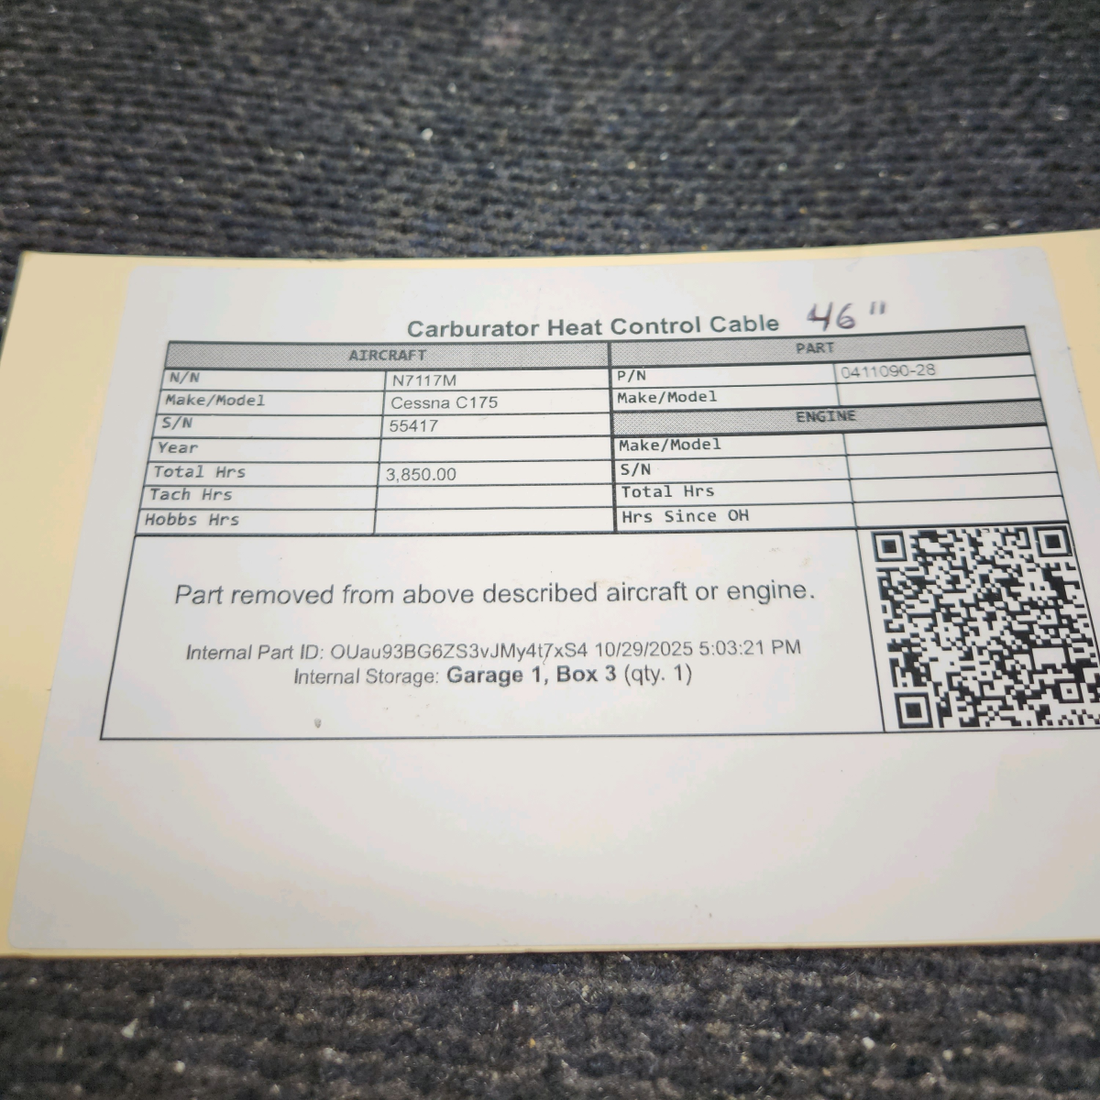 Carburator Heat Control Cable 46"
AIRCRAFT PART
N/N N7117M P/N 0411090-28
Make/Model Cessna C175 Make/Model
S/N 55417 ENGINE
Year Make/Model
Total Hrs 3,850.00 S/N
Tach Hrs Total Hrs
Hobbs Hrs Hrs Since OH
Part removed from above described aircraft or engine.
Internal Part ID: OUau93BG6ZS3vJMy4t7xS4 10/29/2025 5:03:21 PM
Internal Storage: Garage 1, Box 3 (qty. 1)